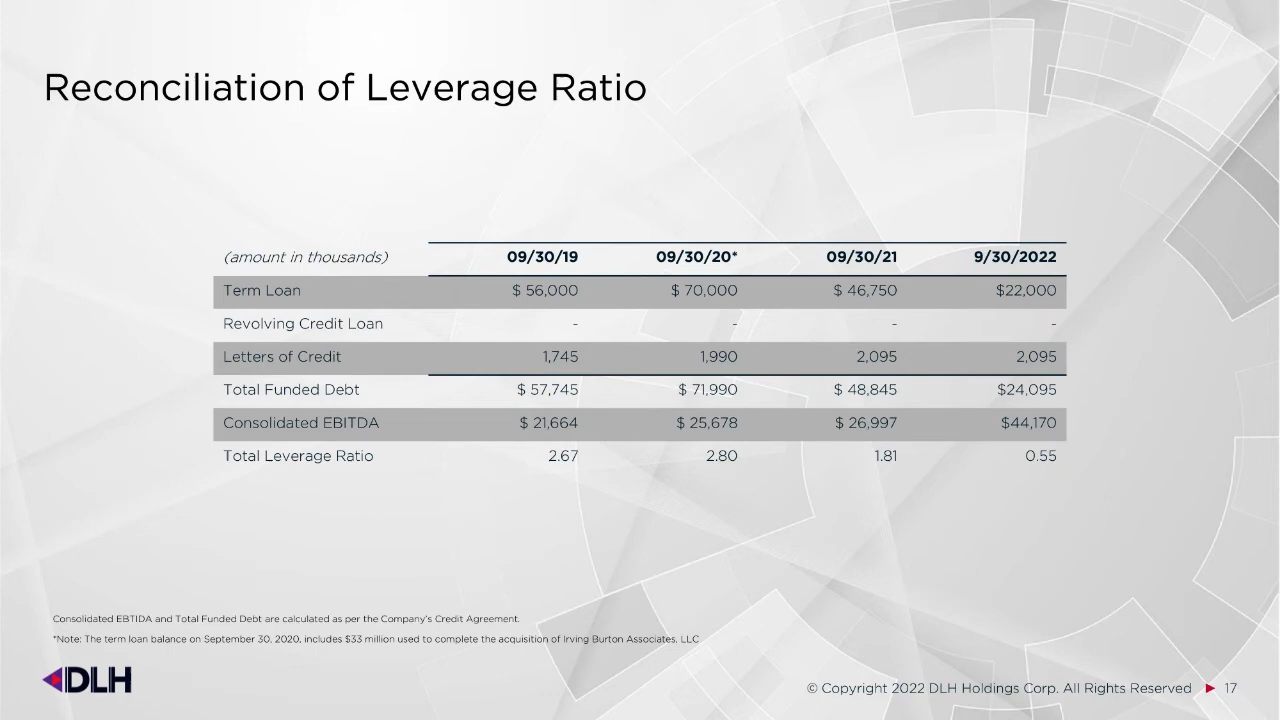 Reconciliation of Leverage Ratio
(amount in thousands) 09/30/19 09/30/20* 09/30/21 9/30/2022
Term Loan $ 56,000 $ 70,000 $ 46,750 $22,000
Revolving Credit Loan - - - -
Letters of Credit 1,745 1,990 2,095 2,095
Total Funded Debt $ 57,745 $ 71,990 $ 48,845 $24,095
Consolidated EBITDA $ 21,664 $ 25,678 $ 26,997 $44,170
Total Leverage Ratio 2.67 2.80 1.81 0.55
Consolidated EBTIDA and Total Funded Debt are calculated as per the Company's Credit Agreement.
*Note: The term loan balance on September 30, 2020, includes $33 million used to complete the acquisition of Irving Burton Associates, LLC
DLH
© Copyright 2022 DLH Holdings Corp. All Rights Reserved ► 17